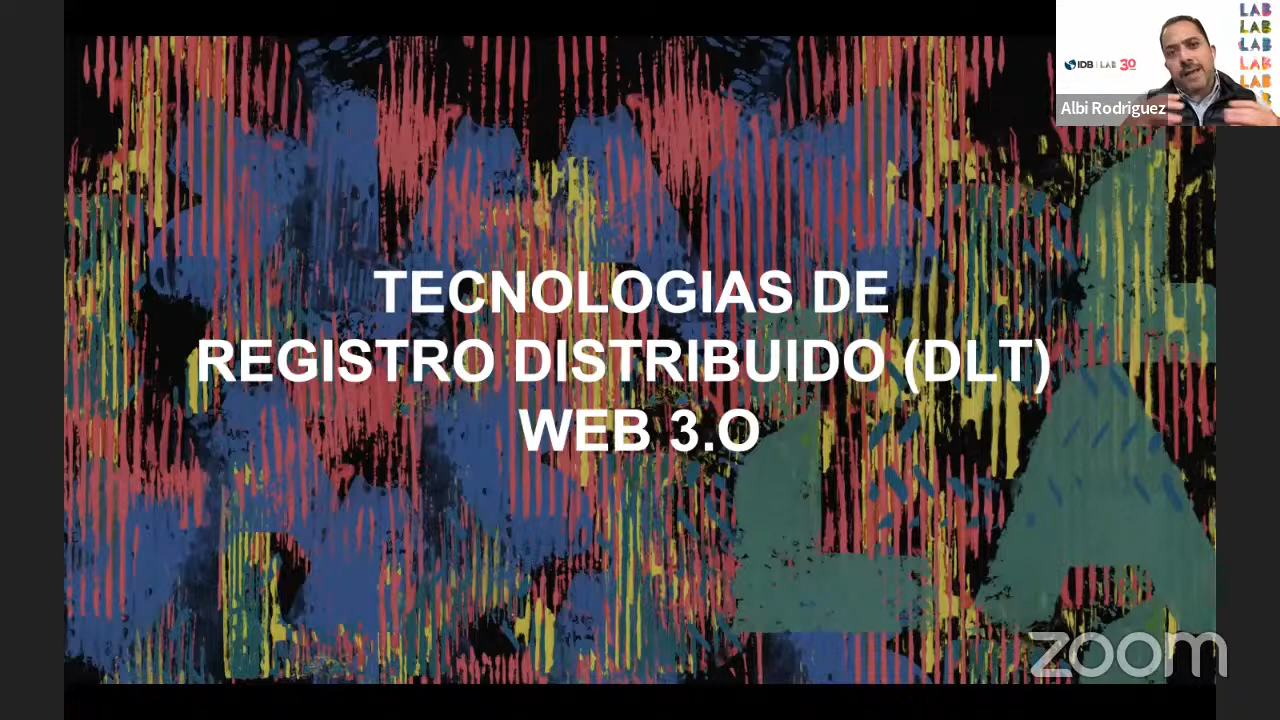 TECNOLOGIAS DE
REGISTRO DISTRIBUIDO (DLT)
WEB 3.O
IDB | LAB 30
LAB
LAB
LAB
LAB
LAB
Albi Rodriguez
zoom